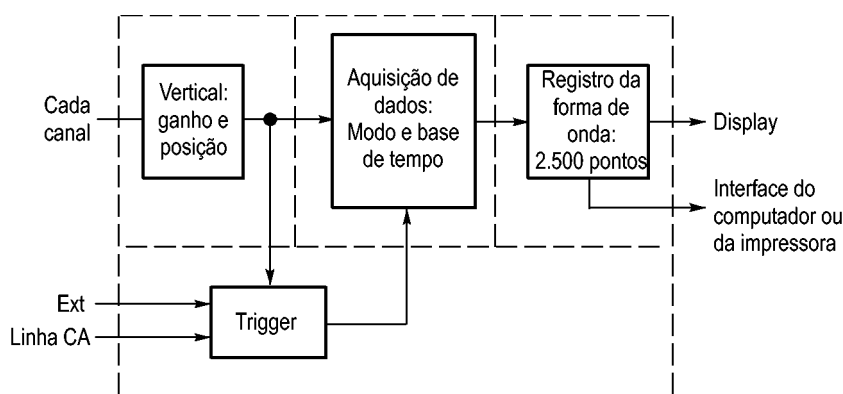 Cada
canal
Vertical:
ganho e
posição
Aquisição de
dados:
Modo e base
de tempo
Registro da
forma de
onda:
2.500 pontos
Display
Interface do
computador ou
da impressora
Ext
Linha CA
Trigger